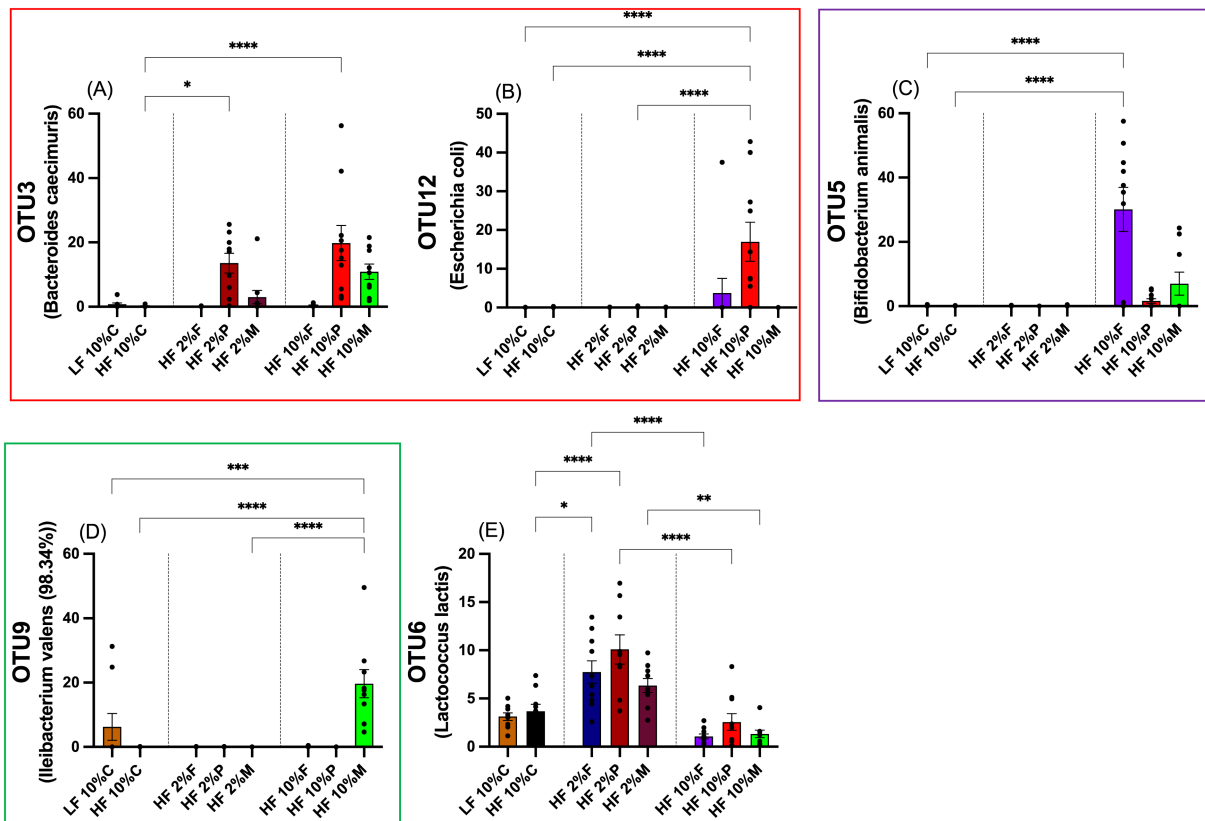 ****
*
(A)
OTU3
(Bacteroides caecimuris)
60
40
20
0
LF 10%C
HF 10%C
HF 2%F
HF 2%P
HF 2%M
HF 10%F
HF 10%P
HF 10%M
****
****
****
(B)
OTU12
(Escherichia coli)
50
40
30
20
10
0
LF 10%C
HF 10%C
HF 2%F
HF 2%P
HF 2%M
HF 10%F
HF 10%P
HF 10%M
****
****
(C)
OTU5
(Bifidobacterium animalis)
60
40
20
0
LF 10%C
HF 10%C
HF 2%F
HF 2%P
HF 2%M
HF 10%F
HF 10%P
HF 10%M
***
****
****
(D)
OTU9
(Ileibacterium valens (98.34%))
60
40
20
0
LF 10%C
HF 10%C
HF 2%F
HF 2%P
HF 2%M
HF 10%F
HF 10%P
HF 10%M
****
****
**
*
****
(E)
OTU6
(Lactococcus lactis)
20
15
10
5
0
LF 10%C
HF 10%C
HF 2%F
HF 2%P
HF 2%M
HF 10%F
HF 10%P
HF 10%M